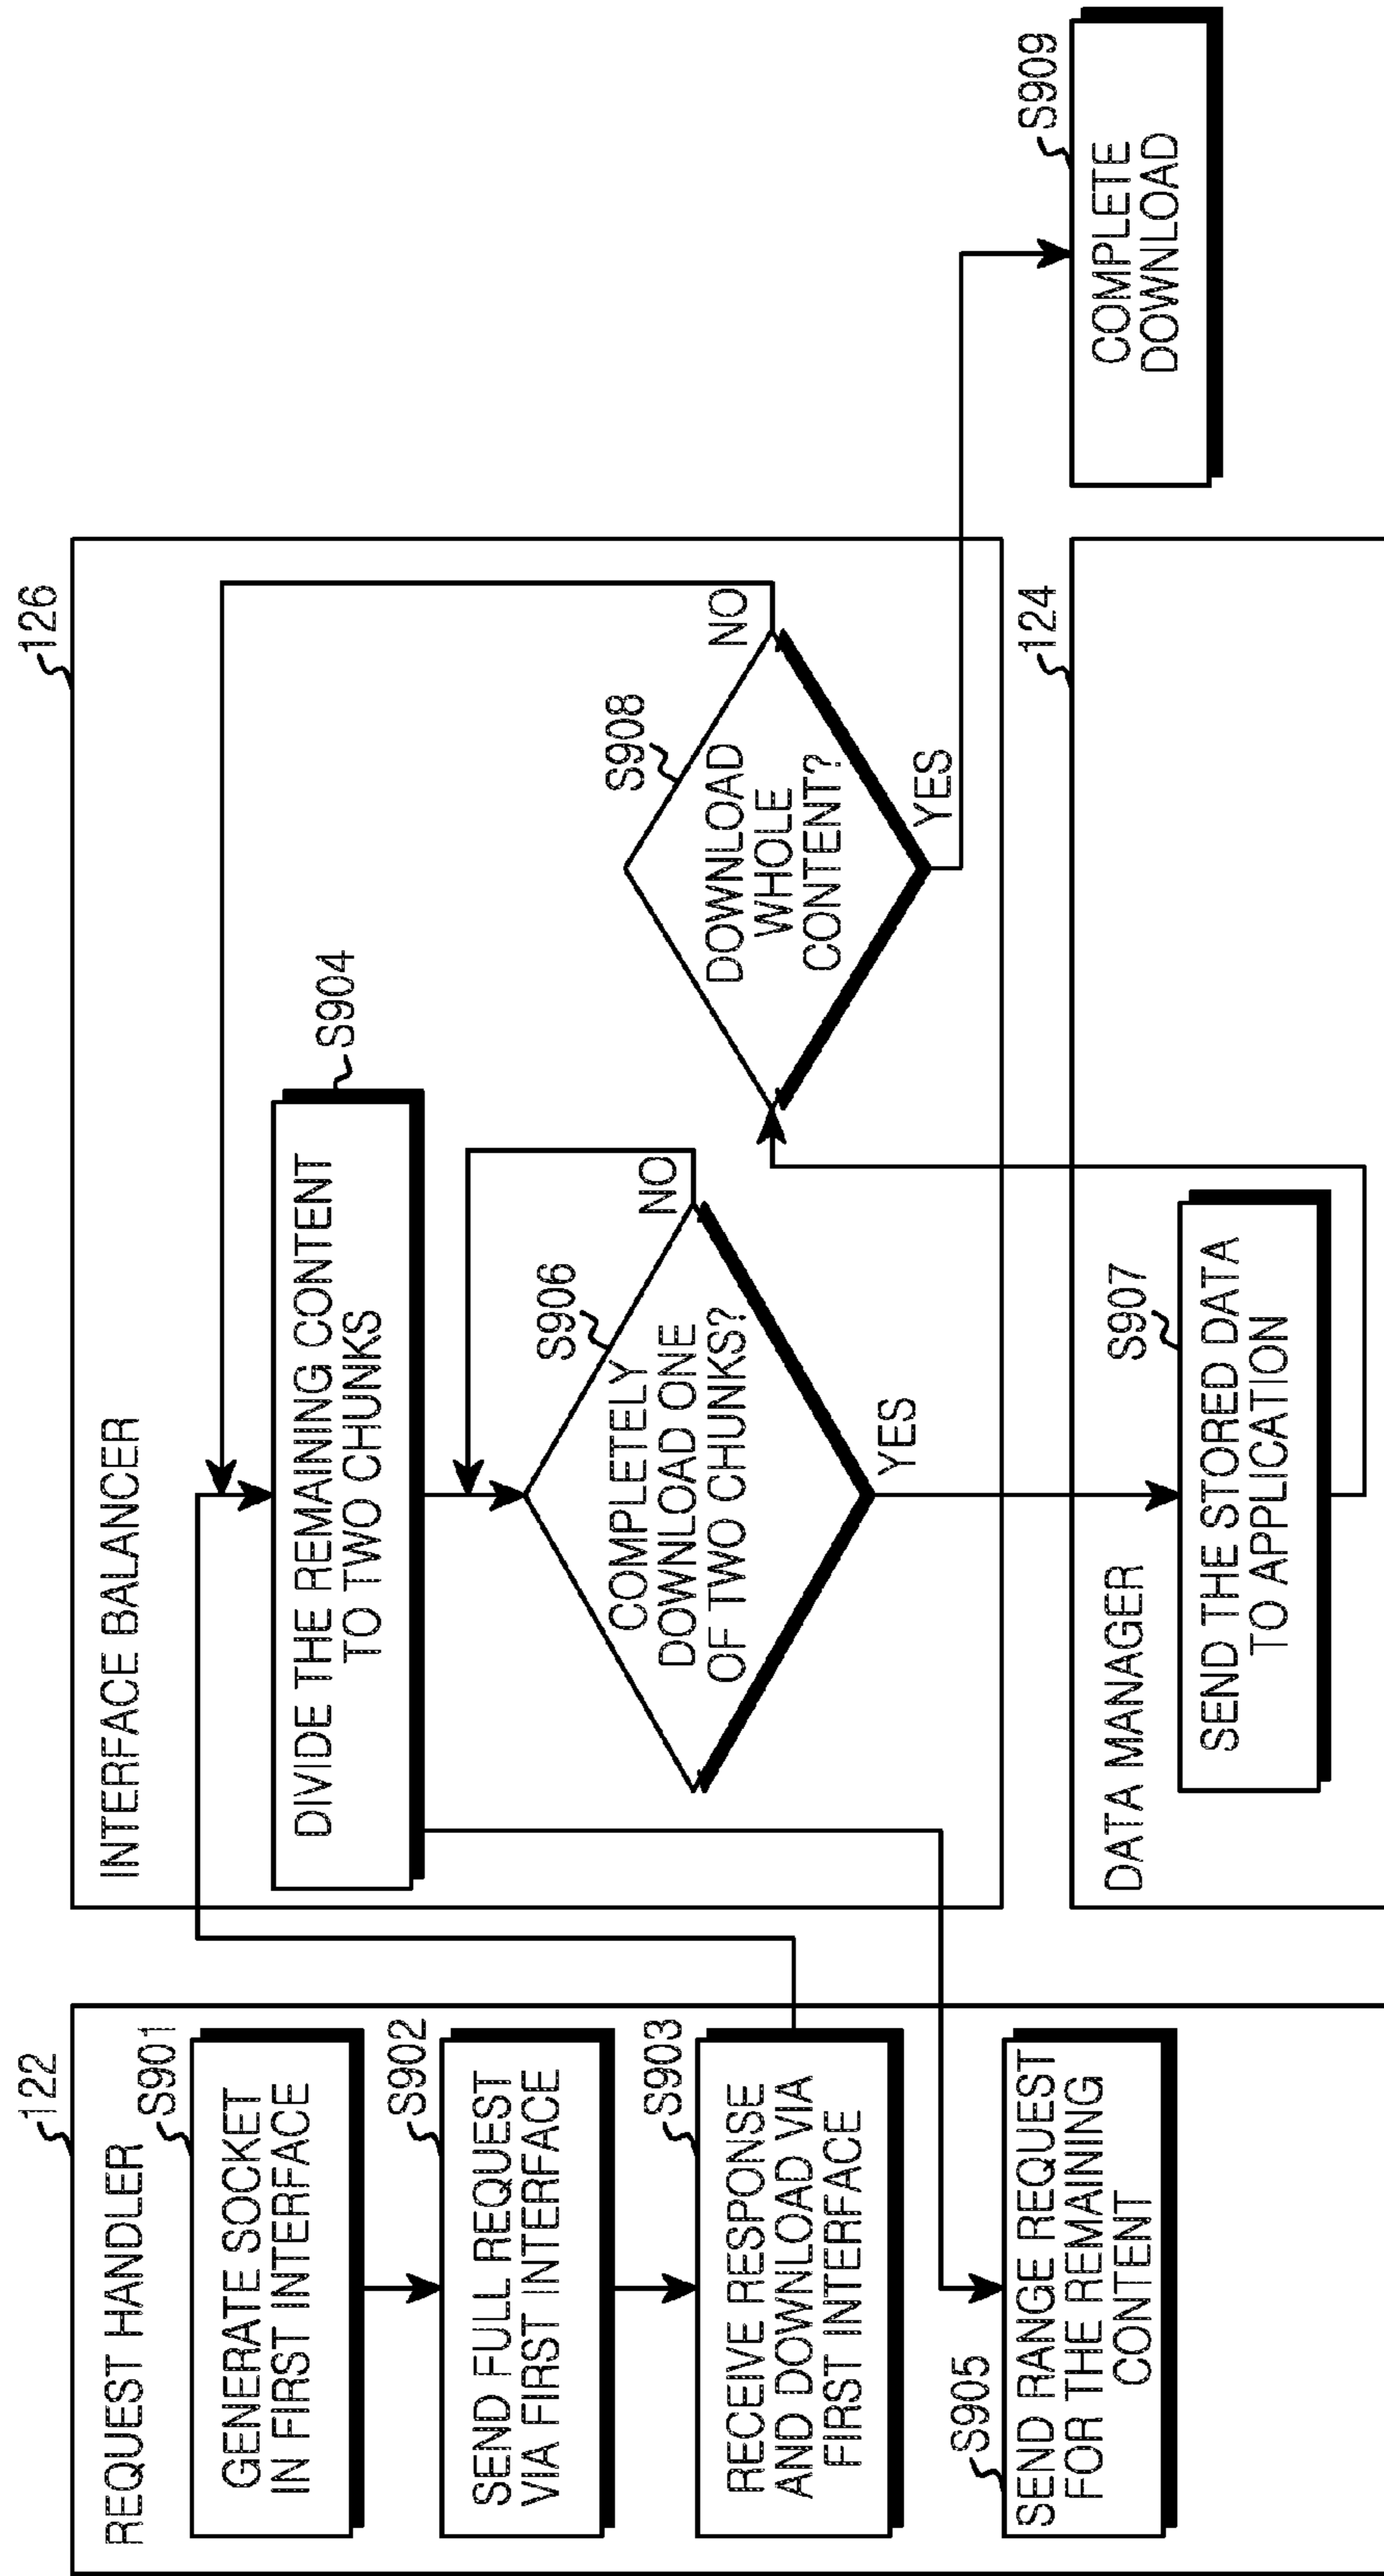 122
REQUEST HANDLER
S901
GENERATE SOCKET
IN FIRST INTERFACE
S902
SEND FULL REQUEST
VIA FIRST INTERFACE
S903
RECEIVE RESPONSE
AND DOWNLOAD VIA
FIRST INTERFACE
S905
SEND RANGE REQUEST
FOR THE REMAINING
CONTENT
126
INTERFACE BALANCER
S904
DIVIDE THE REMAINING CONTENT
TO TWO CHUNKS
S906
COMPLETELY
DOWNLOAD ONE
OF TWO CHUNKS?
NO
YES
S908
DOWNLOAD
WHOLE
CONTENT?
NO
YES
124
DATA MANAGER
S907
SEND THE STORED DATA
TO APPLICATION
S909
COMPLETE
DOWNLOAD